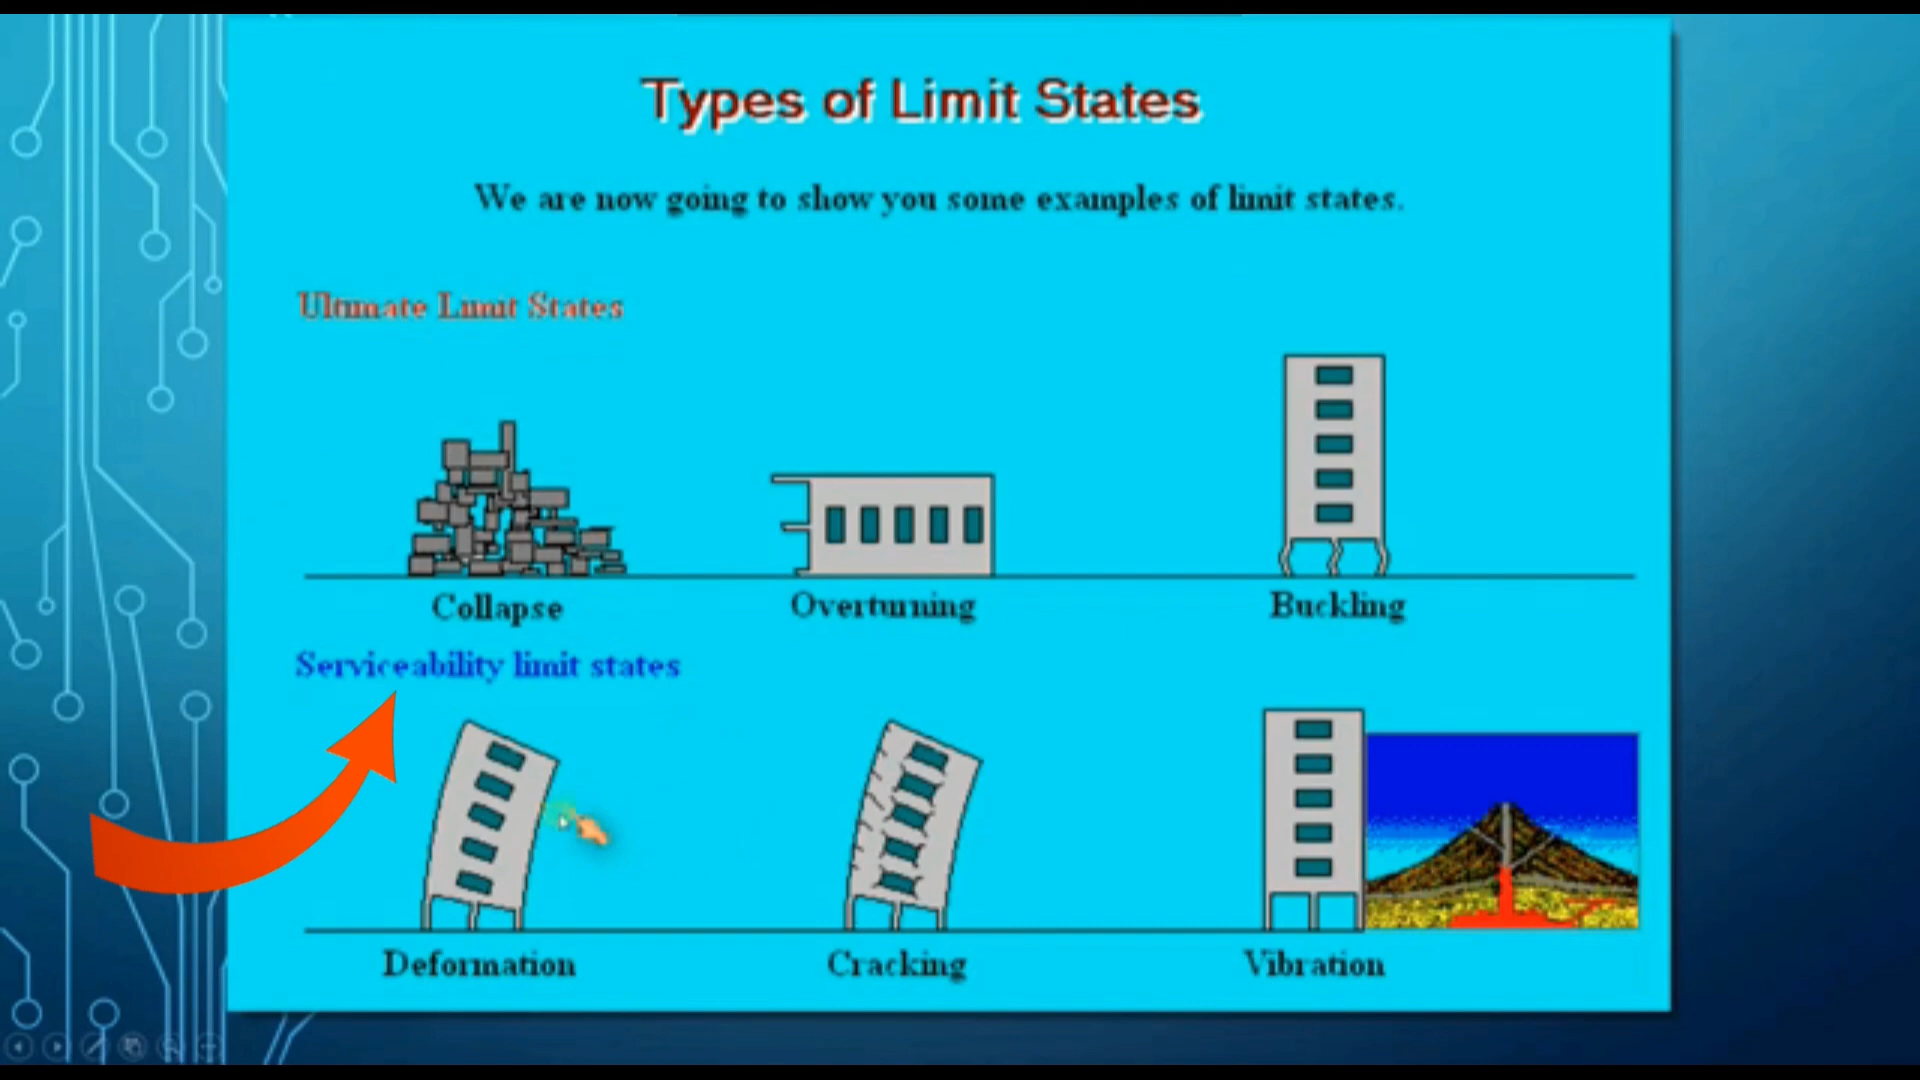 Types of Limit States
We are now going to show you some examples of limit states.
Ultimate Limit States
Collapse
Overturning
Buckling
Serviceability limit states
Deformation
Cracking
Vibration